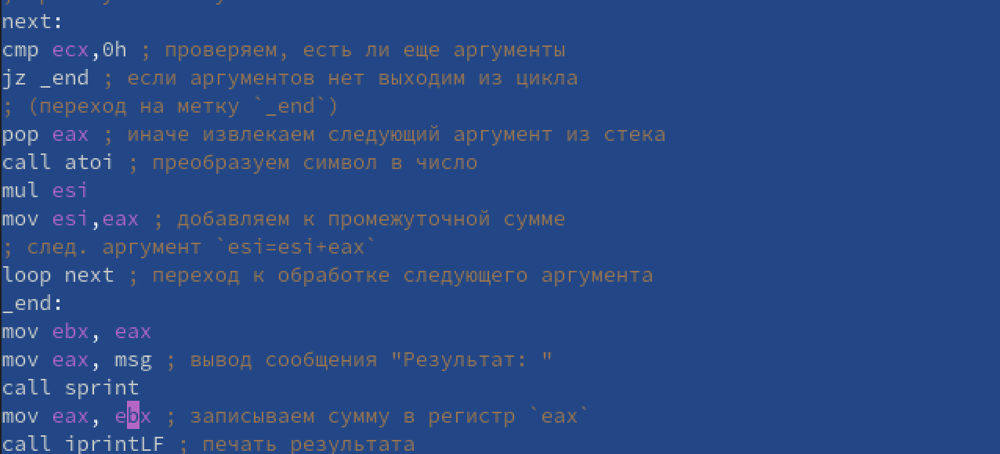 next:
cmp ecx,0h ; проверяем, есть ли еще аргументы
jz _end ; если аргументов нет выходим из цикла
; (переход на метку `_end`)
pop eax ; иначе извлекаем следующий аргумент из стека
call atoi ; преобразуем символ в число
mul esi
mov esi,eax ; добавляем к промежуточной сумме
; след. аргумент `esi=esi+eax`
loop next ; переход к обработке следующего аргумента
_end:
mov ebx, eax
mov eax, msg ; вывод сообщения "Результат: "
call sprint
mov eax, ebx ; записываем сумму в регистр `eax`
call iprintLF ; печать результата